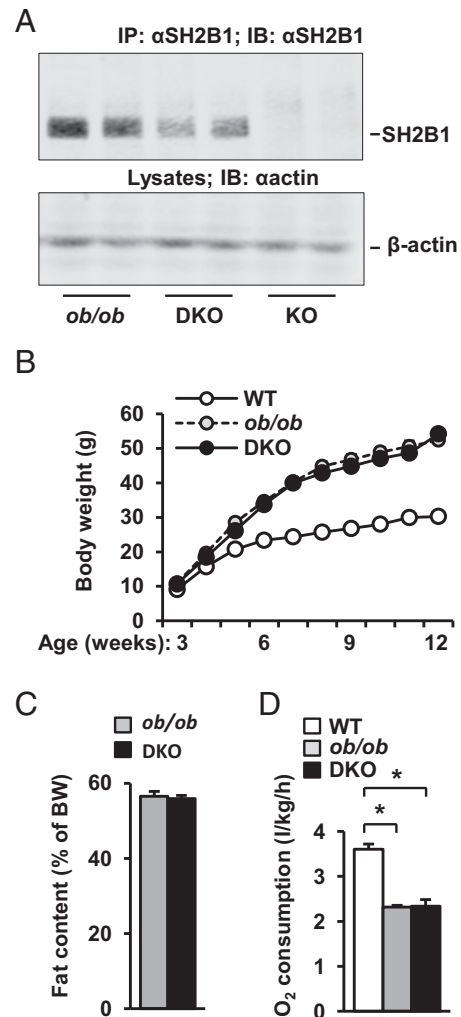 A
IP: αSH2B1; IB: αSH2B1
–SH2B1
Lysates; IB: αactin
– β-actin
ob/ob DKO KO
B
WT
ob/ob
DKO
Body weight (g)
60
50
40
30
20
10
0
Age (weeks): 3 6 9 12
C
ob/ob
DKO
Fat content (% of BW)
60
40
20
0
D
WT
ob/ob
DKO
*
*
O₂ consumption (l/kg/h)
4
3
2
1
0